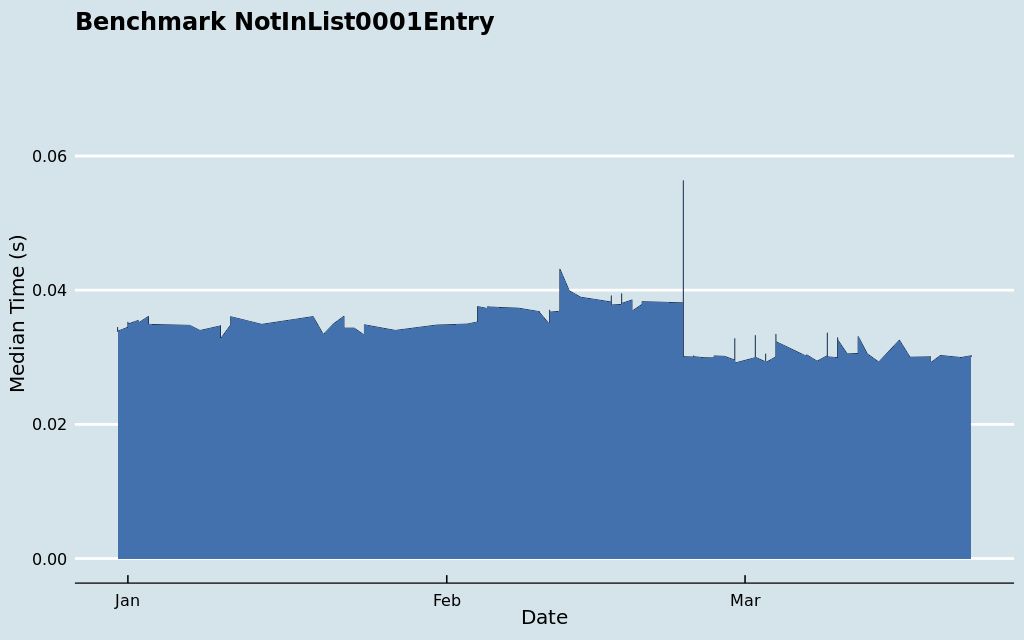 Benchmark NotInList0001Entry
0.06
0.04
0.02
0.00
Median Time (s)
Jan Feb Mar
Date